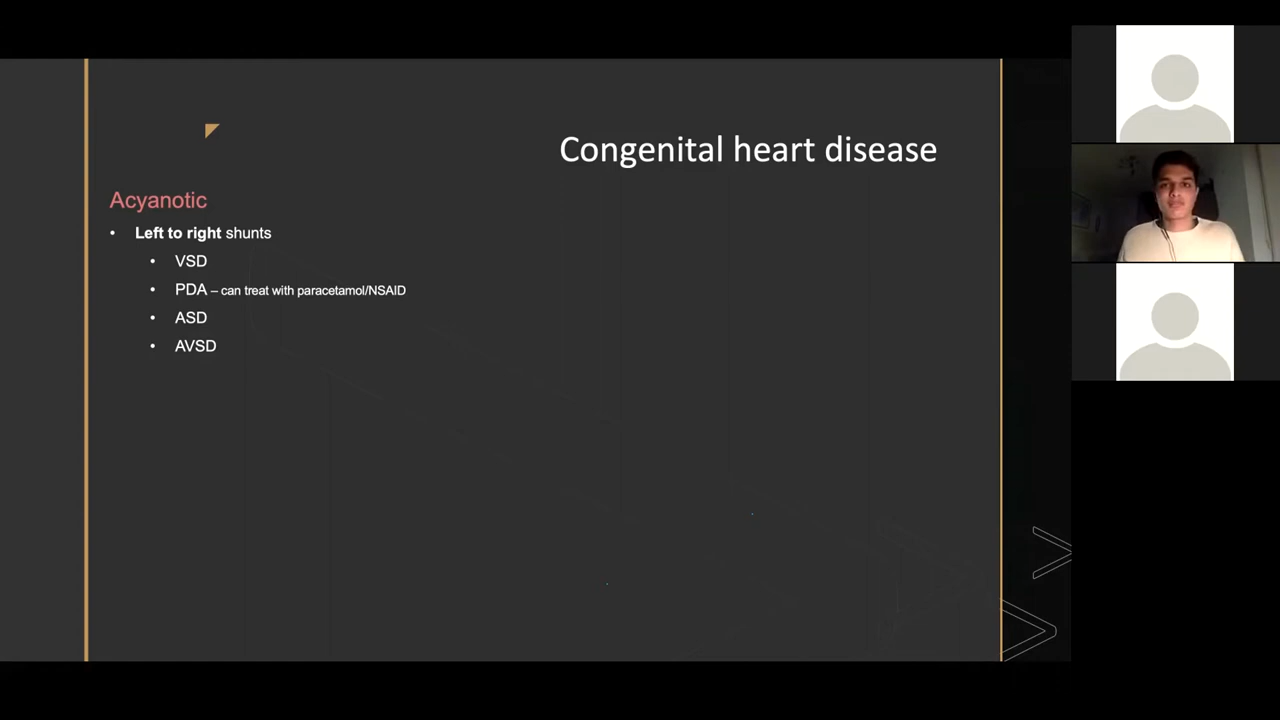 Congenital heart disease
Acyanotic
• Left to right shunts
• VSD
• PDA – can treat with paracetamol/NSAID
• ASD
• AVSD